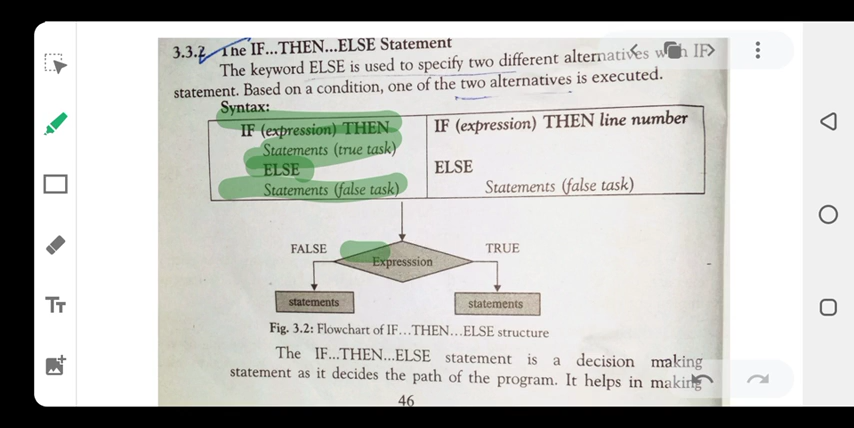 3.3.2 The IF...THEN...ELSE Statement
The keyword ELSE is used to specify two different alternatives with IF
statement. Based on a condition, one of the two alternatives is executed.
Syntax:
IF (expression) THEN
Statements (true task)
ELSE
Statements (false task)
IF (expression) THEN line number
ELSE
Statements (false task)
FALSE
TRUE
Expresssion
statements
statements
Fig. 3.2: Flowchart of IF...THEN...ELSE structure
The IF...THEN...ELSE statement is a decision making
statement as it decides the path of the program. It helps in making
46
TT